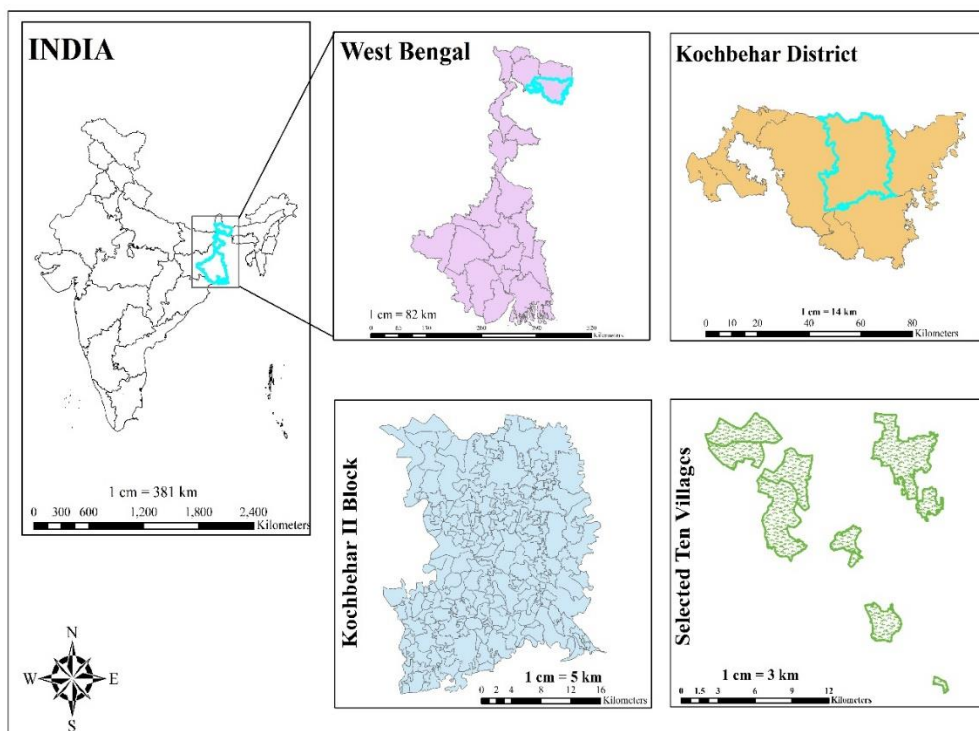 INDIA
1 cm = 381 km
0 300 600 1,200 1,800 2,400
Kilometers
West Bengal
1 cm = 82 km
Kilometers
Kochbehar District
1 cm = 14 km
0 10 20 40 60 80
Kilometers
Kochbehar II Block
1 cm = 5 km
0 2 4 8 12 16
Kilometers
Selected Ten Villages
1 cm = 3 km
0 1.5 3 6 9 12
Kilometers
N
W E
S